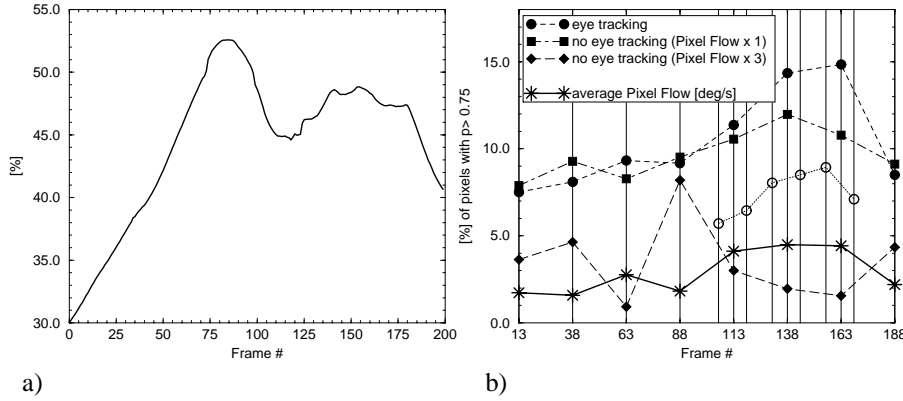 55.0
50.0
45.0
40.0
35.0
30.0
[%]
0 25 50 75 100 125 150 175 200
Frame #
a)
eye tracking
no eye tracking (Pixel Flow x 1)
no eye tracking (Pixel Flow x 3)
average Pixel Flow [deg/s]
15.0
10.0
5.0
0.0
[%] of pixels with p> 0.75
13 38 63 88 113 138 163 188
Frame #
b)